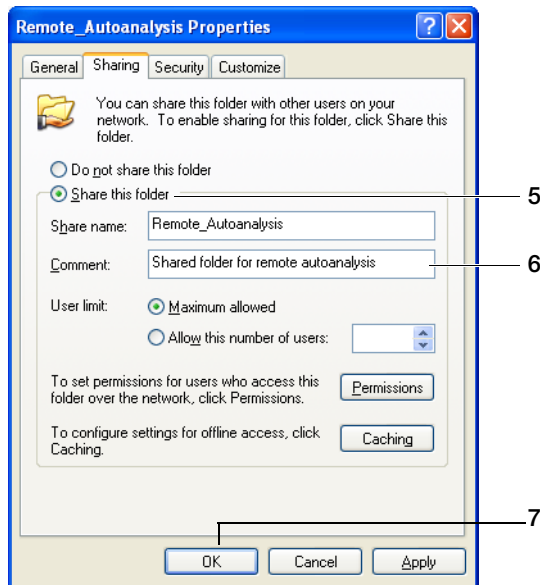 Remote_Autoanalysis Properties
General Sharing Security Customize
You can share this folder with other users on your
network. To enable sharing for this folder, click Share this
folder.
Do not share this folder
Share this folder
5
Share name: Remote_Autoanalysis
Comment: Shared folder for remote autoanalysis
6
User limit: Maximum allowed
Allow this number of users:
To set permissions for users who access this
folder over the network, click Permissions.
Permissions
To configure settings for offline access, click
Caching.
Caching
7
OK Cancel Apply